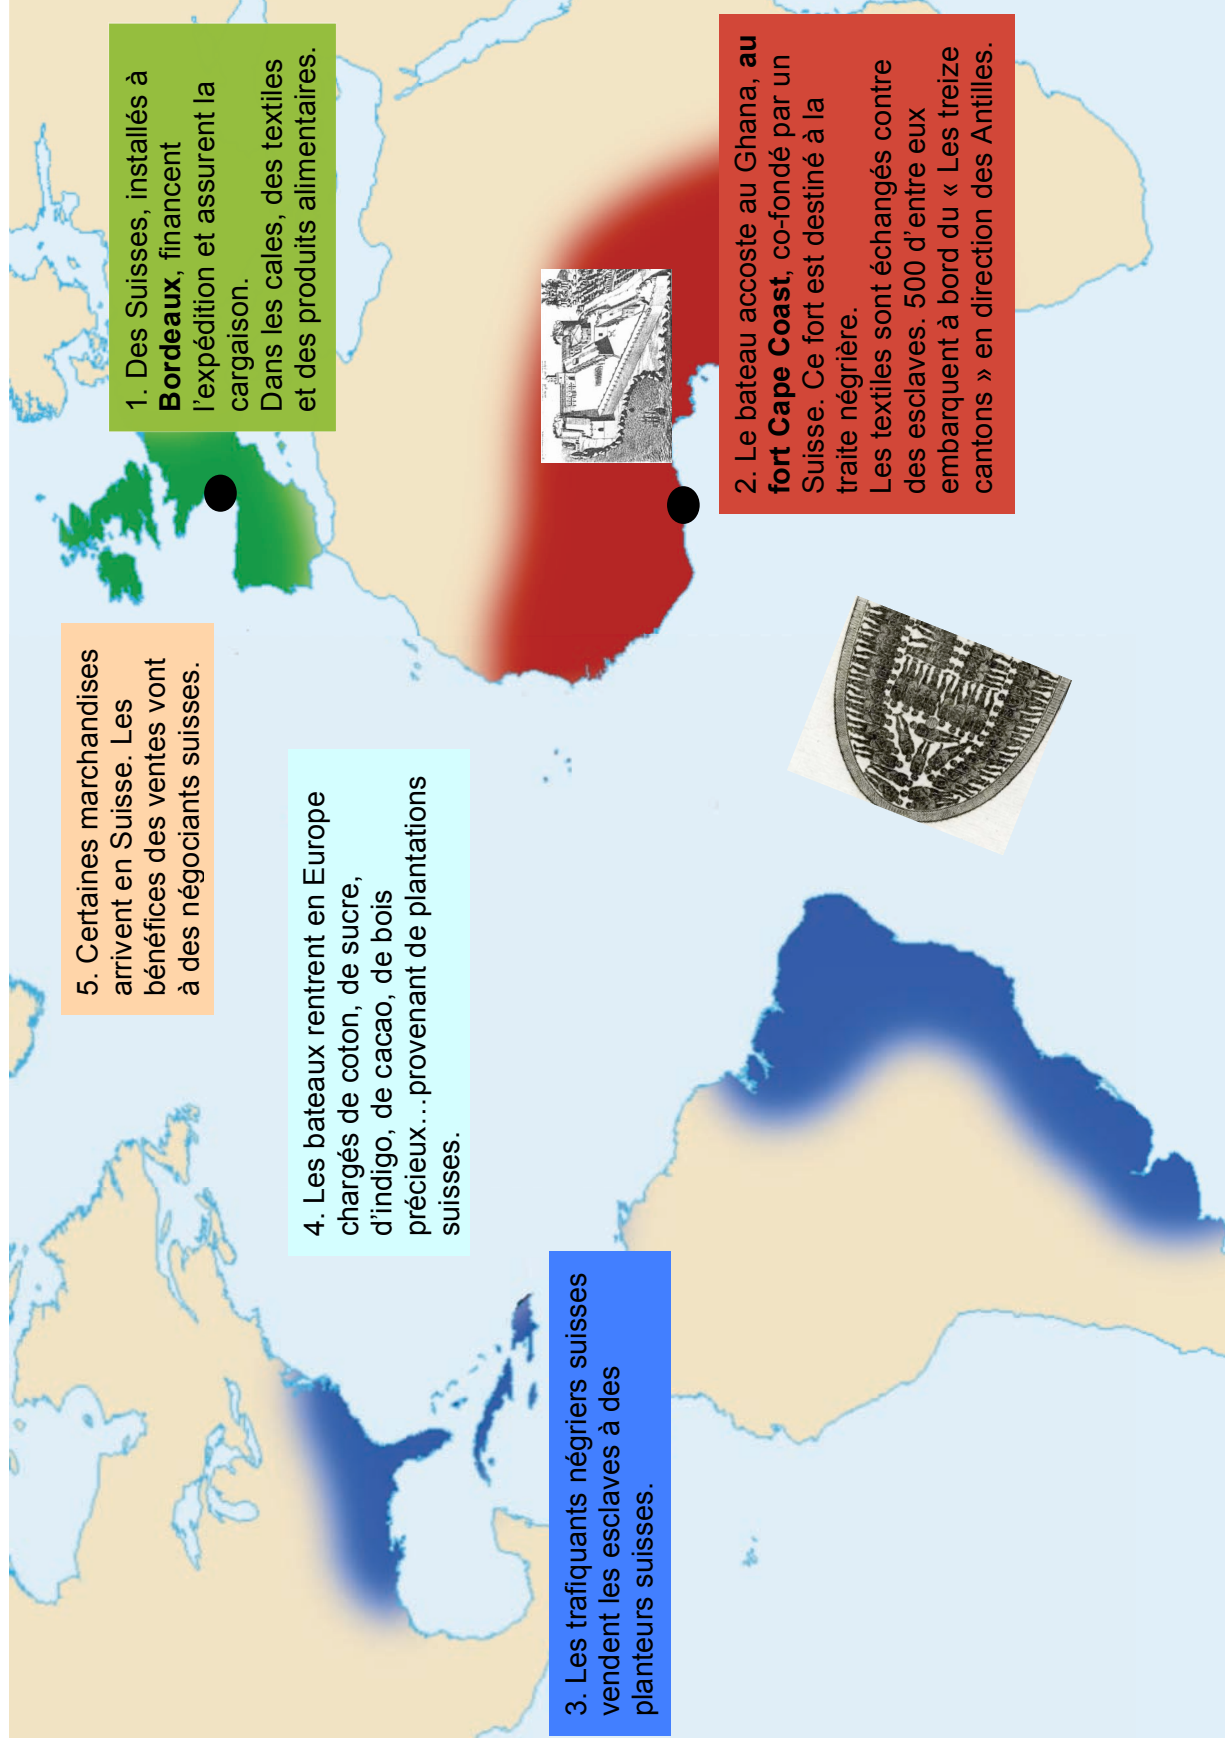 1. Des Suisses, installés à
Bordeaux, financent
l'expédition et assurent la
cargaison.
Dans les cales, des textiles
et des produits alimentaires.
2. Le bateau accoste au Ghana, au
fort Cape Coast, co-fondé par un
Suisse. Ce fort est destiné à la
traite négrière.
Les textiles sont échangés contre
des esclaves. 500 d'entre eux
embarquent à bord du « Les treize
cantons » en direction des Antilles.
3. Les trafiquants négriers suisses
vendent les esclaves à des
planteurs suisses.
4. Les bateaux rentrent en Europe
chargés de coton, de sucre,
d'indigo, de cacao, de bois
précieux…provenant de plantations
suisses.
5. Certaines marchandises
arrivent en Suisse. Les
bénéfices des ventes vont
à des négociants suisses.